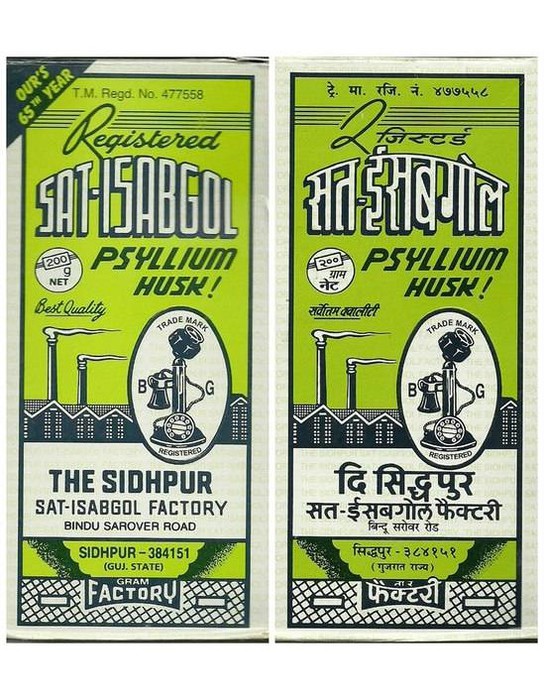 OUR'S
65TH YEAR
T.M. Regd. No. 477558
Registered
SAT-ISABGOL
PSYLLIUM
HUSK!
200
g
NET
Best Quality
TRADE MARK
B G
REGISTERED
THE SIDHPUR
SAT-ISABGOL FACTORY
BINDU SAROVER ROAD
SIDHPUR - 384151
(GUJ. STATE)
GRAM
FACTORY
ट्रे. मा. रजि. नं. ४७७५५८
रजिस्टर्ड
सत-ईसबगोल
PSYLLIUM
HUSK!
२००
ग्राम
नेट
सर्वोत्तम क्वालीटी
TRADE MARK
B G
REGISTERED
दि सिद्धपुर
सत-ईसबगोल फैक्टरी
बिन्दु सरोवर रोड
सिद्धपुर - ३८४१५१
(गुजरात राज्य)
तार
फैक्टरी